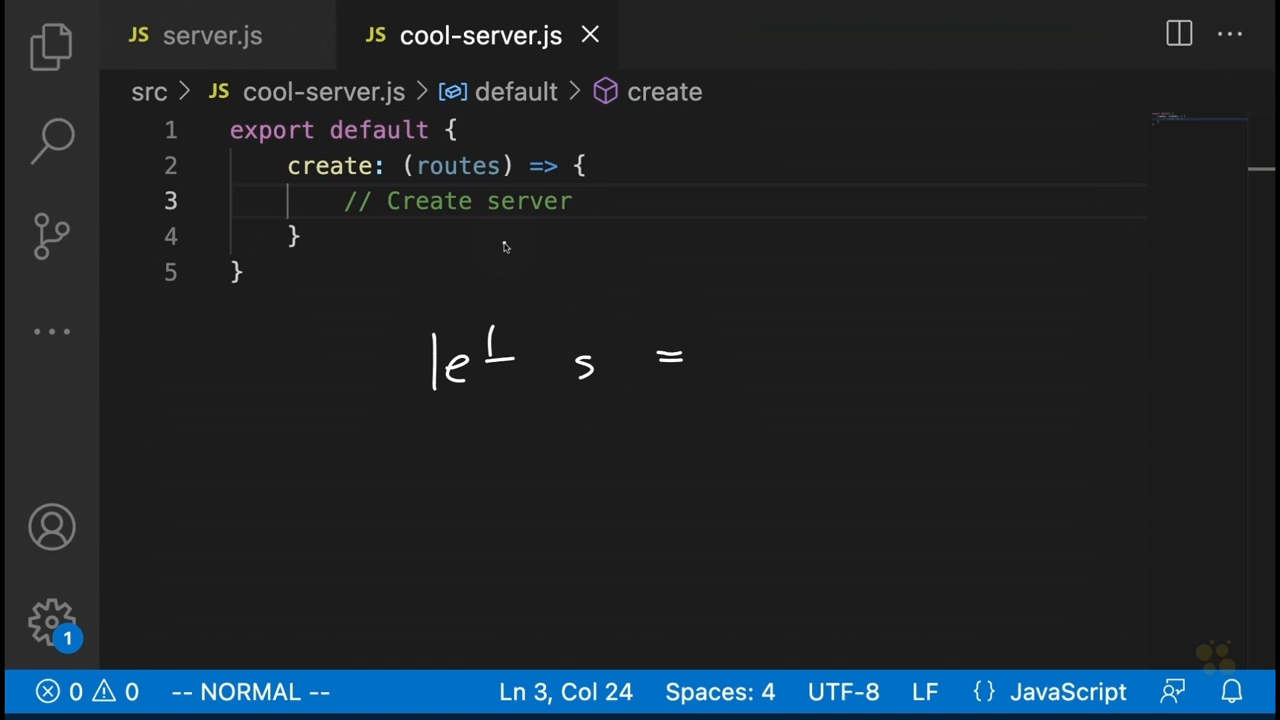 JS server.js JS cool-server.js
src > JS cool-server.js > default > create
1 export default {
2 create: (routes) => {
3 // Create server
4 }
5 }
let s =
1
0 0 -- NORMAL -- Ln 3, Col 24 Spaces: 4 UTF-8 LF {} JavaScript